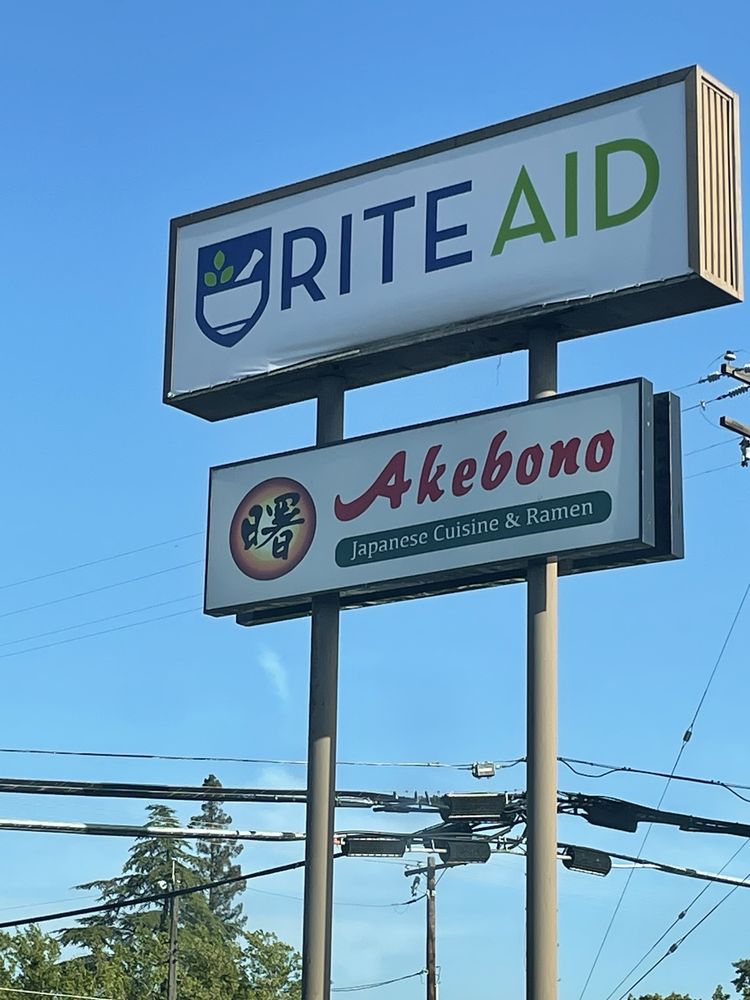 RITE AID
曙
Akebono
Japanese Cuisine & Ramen